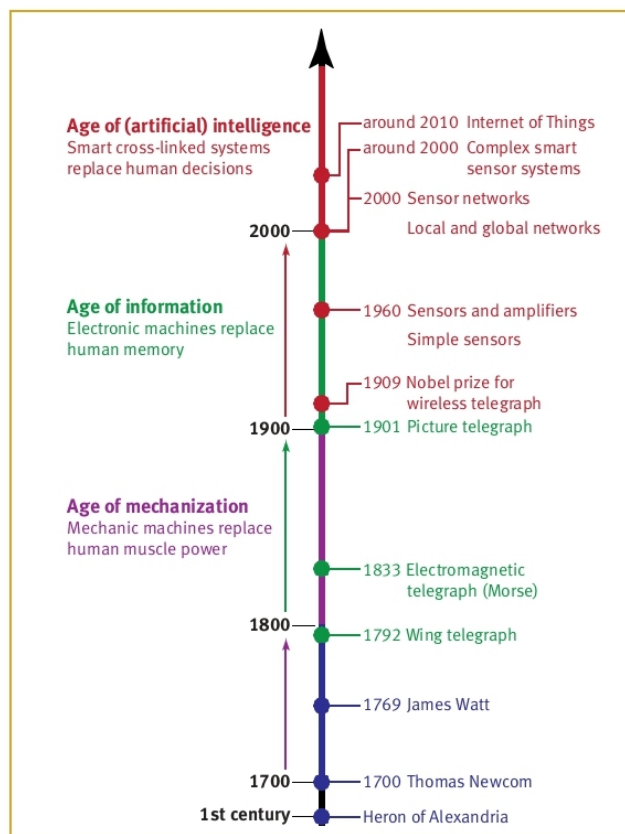 Age of (artificial) intelligence
Smart cross-linked systems
replace human decisions
around 2010 Internet of Things
around 2000 Complex smart
sensor systems
2000 Sensor networks
Local and global networks
2000
Age of information
Electronic machines replace
human memory
1960 Sensors and amplifiers
Simple sensors
1909 Nobel prize for
wireless telegraph
1901 Picture telegraph
1900
Age of mechanization
Mechanic machines replace
human muscle power
1833 Electromagnetic
telegraph (Morse)
1800
1792 Wing telegraph
1769 James Watt
1700
1700 Thomas Newcom
1st century
Heron of Alexandria